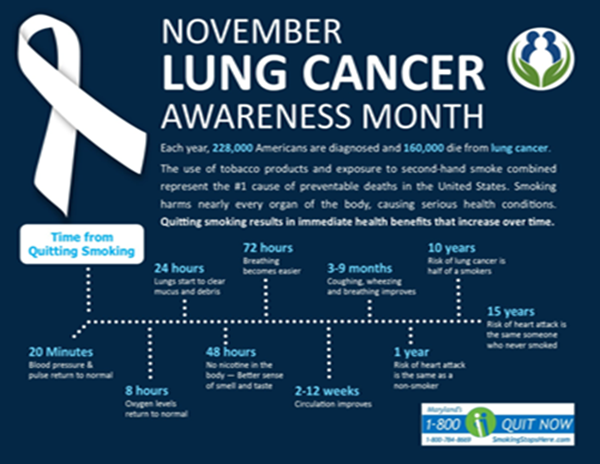 NOVEMBER
LUNG CANCER
AWARENESS MONTH
Each year, 228,000 Americans are diagnosed and 160,000 die from lung cancer.
The use of tobacco products and exposure to second-hand smoke combined
represent the #1 cause of preventable deaths in the United States. Smoking
harms nearly every organ of the body, causing serious health conditions.
Quitting smoking results in immediate health benefits that increase over time.
Time from
Quitting Smoking
20 Minutes
Blood pressure &
pulse return to normal
8 hours
Oxygen levels
return to normal
24 hours
Lungs start to clear
mucus and debris
48 hours
No nicotine in the
body — Better sense
of smell and taste
72 hours
Breathing
becomes easier
2-12 weeks
Circulation improves
3-9 months
Coughing, wheezing
and breathing improves
1 year
Risk of heart attack
is the same as a
non-smoker
10 years
Risk of lung cancer is
half of a smokers
15 years
Risk of heart attack is
the same someone
who never smoked
Maryland's
1-800 QUIT NOW
1-800-784-8669 SmokingStopsHere.com